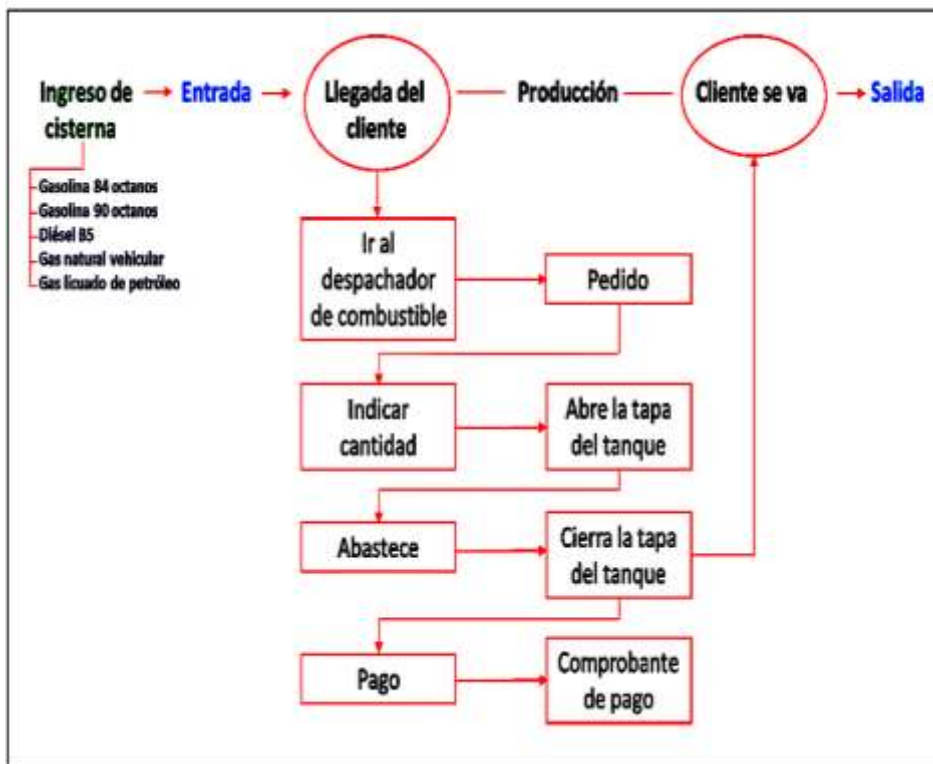 Ingreso de
cisterna
Entrada
Llegada del
cliente
Producción
Cliente se va
Salida
Gasolina 84 octanos
Gasolina 90 octanos
Diésel B5
Gas natural vehicular
Gas licuado de petróleo
Ir al
despachador
de combustible
Pedido
Indicar
cantidad
Abre la tapa
del tanque
Abastece
Cierra la tapa
del tanque
Pago
Comprobante
de pago